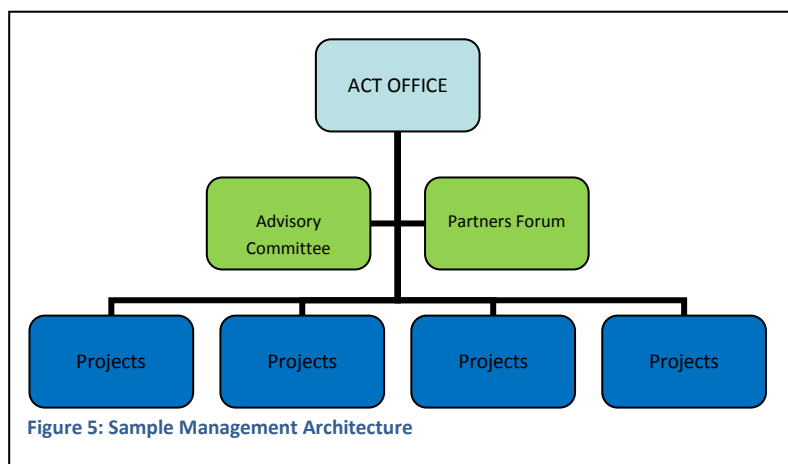 ACT OFFICE
Advisory
Committee
Partners Forum
Projects
Projects
Projects
Projects
Figure 5: Sample Management Architecture